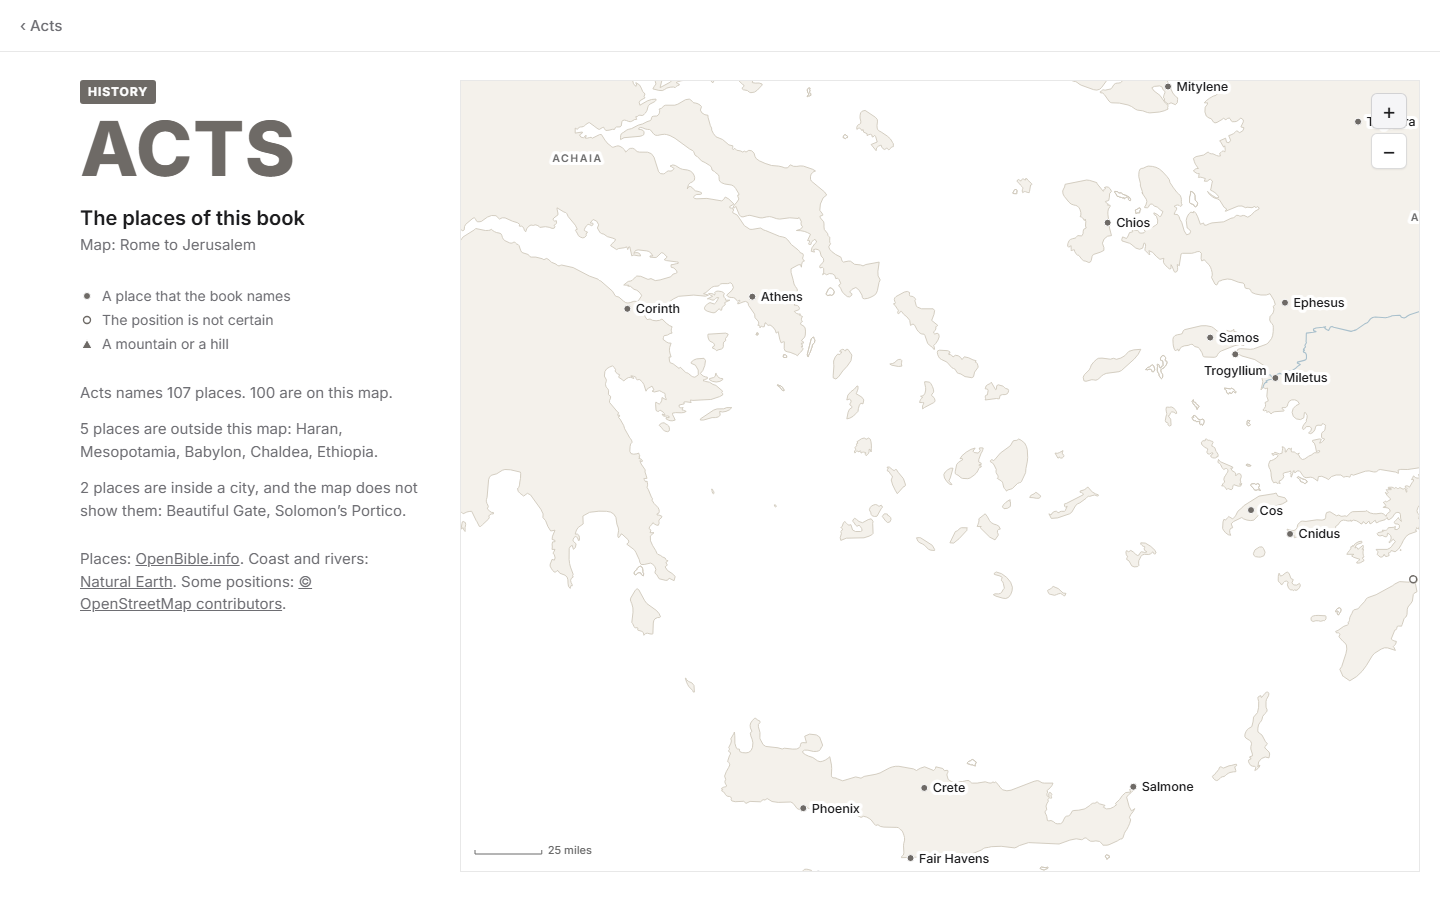 ‹ Acts
HISTORY
ACTS
The places of this book
Map: Rome to Jerusalem
A place that the book names
The position is not certain
A mountain or a hill
Acts names 107 places. 100 are on this map.
5 places are outside this map: Haran,
Mesopotamia, Babylon, Chaldea, Ethiopia.
2 places are inside a city, and the map does not
show them: Beautiful Gate, Solomon’s Portico.
Places: OpenBible.info. Coast and rivers:
Natural Earth. Some positions: ©
OpenStreetMap contributors.
Mitylene
+
−
ACHAIA
Chios
Athens
Corinth
Ephesus
Samos
Trogyllium
Miletus
Cos
Cnidus
Crete
Salmone
Phoenix
25 miles
Fair Havens